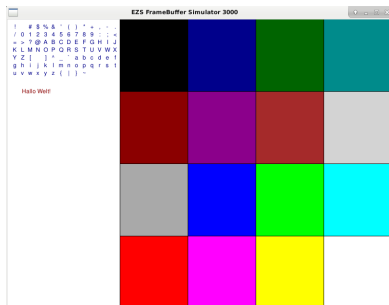 EZS FrameBuffer Simulator 3000
! # $ % & ' ( ) * + , - .
/ 0 1 2 3 4 5 6 7 8 9 : ; <
= > ? @ A B C D E F G H I J
K L M N O P Q R S T U V W X
Y Z [ ] ^ _ ` a b c d e f
g h i j k l m n o p q r s t
u v w x y z { | } ~
Hallo Welt!